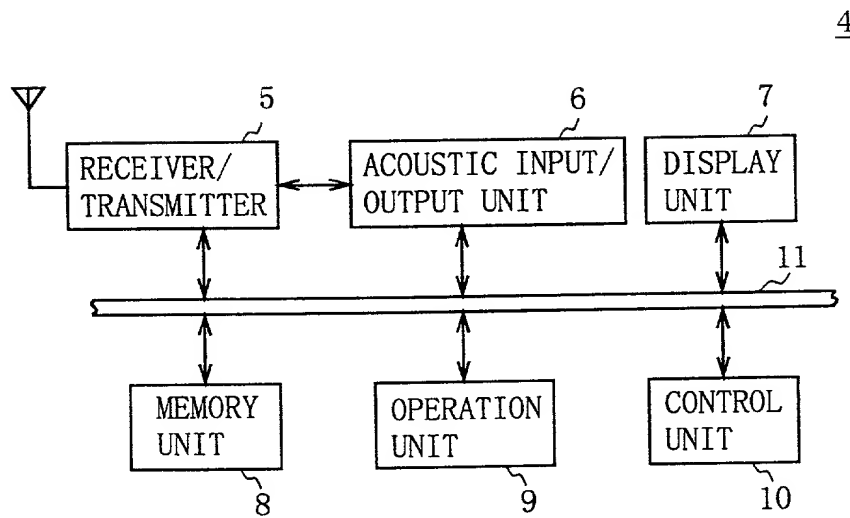 4
5
6
7
RECEIVER/
TRANSMITTER
ACOUSTIC INPUT/
OUTPUT UNIT
DISPLAY
UNIT
11
MEMORY
UNIT
OPERATION
UNIT
CONTROL
UNIT
8
9
10